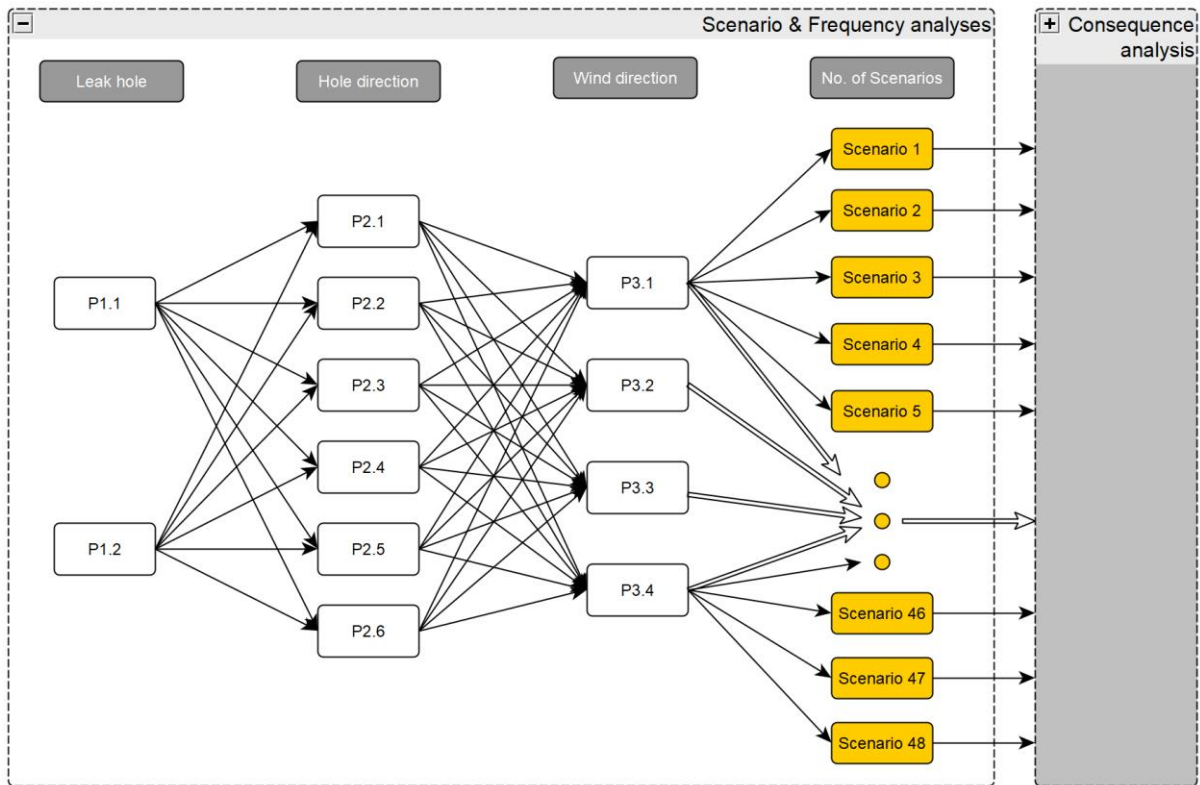 Scenario & Frequency analyses
Consequence
analysis
Leak hole
Hole direction
Wind direction
No. of Scenarios
P1.1
P1.2
P2.1
P2.2
P2.3
P2.4
P2.5
P2.6
P3.1
P3.2
P3.3
P3.4
Scenario 1
Scenario 2
Scenario 3
Scenario 4
Scenario 5
Scenario 46
Scenario 47
Scenario 48